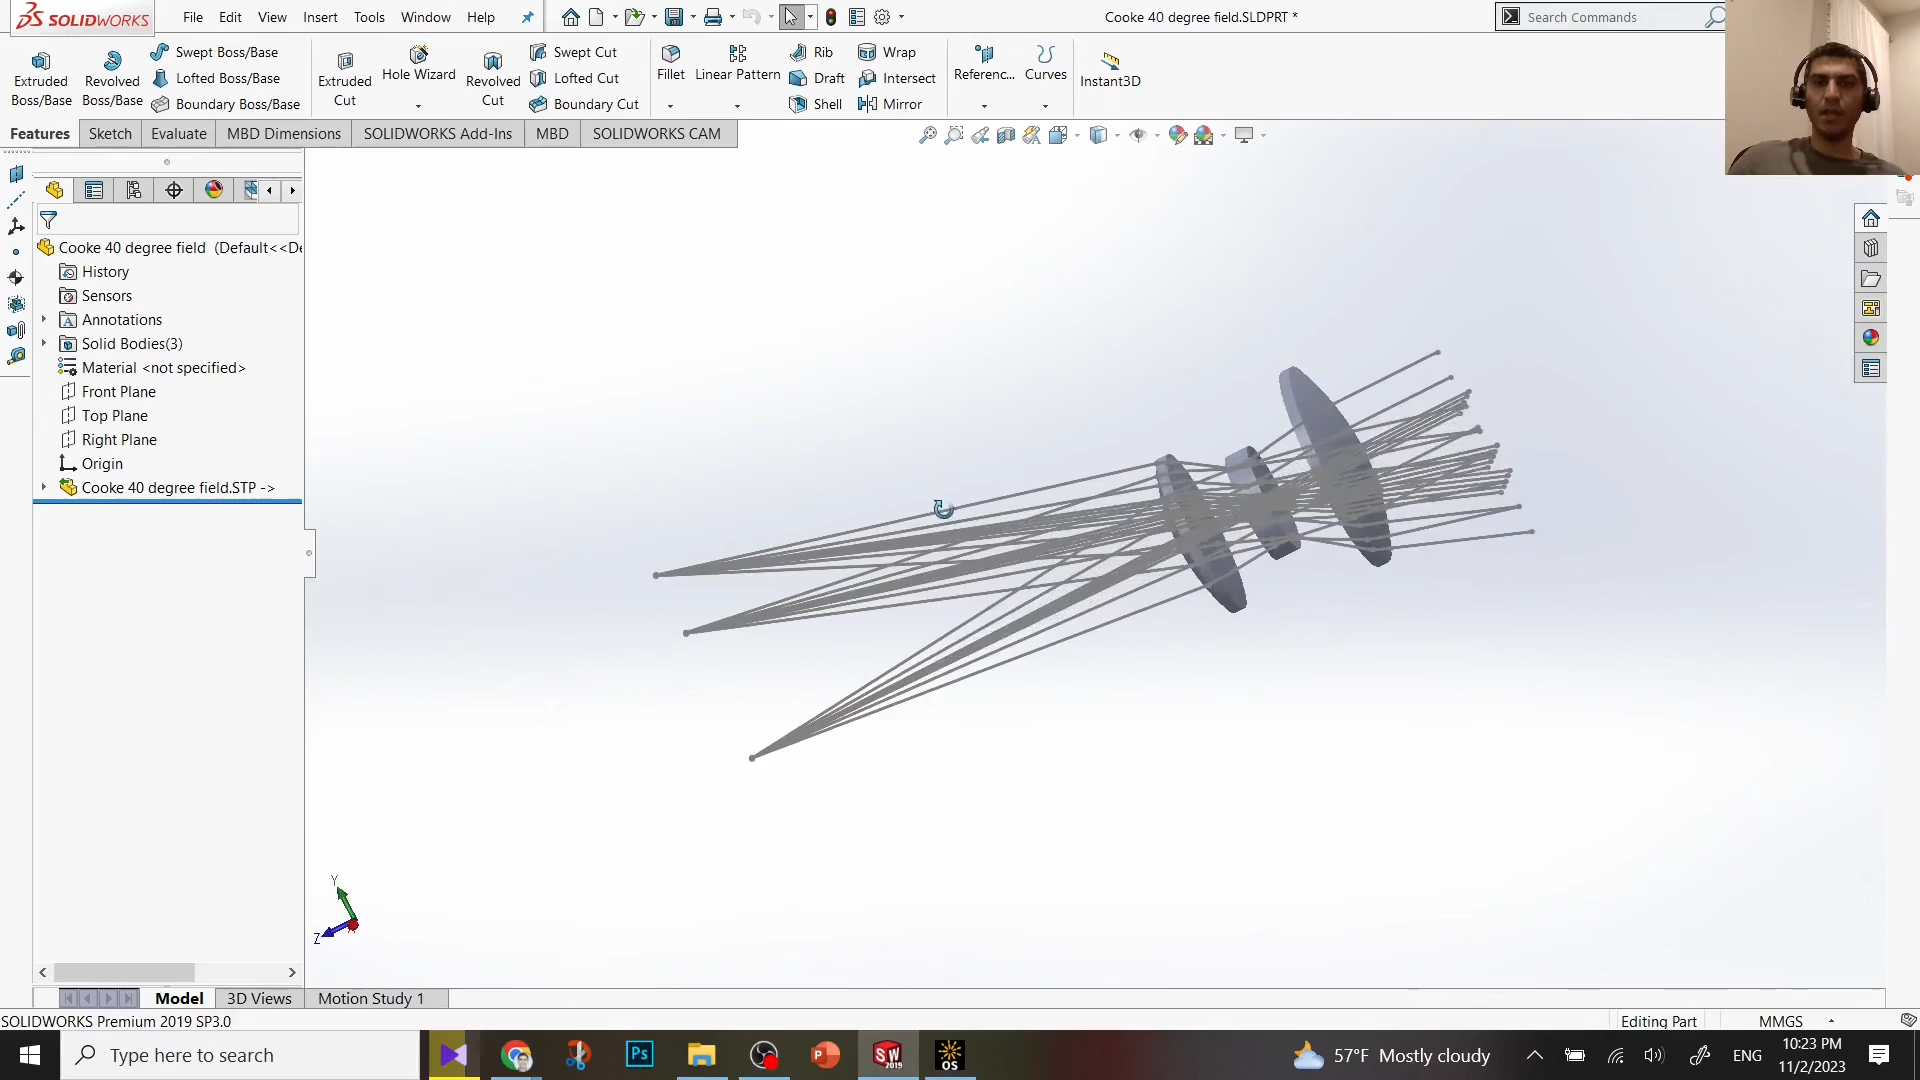 SOLIDWORKS File Edit View Insert Tools Window Help Cooke 40 degree field.SLDPRT * Search Commands
Extruded Boss/Base
Revolved Boss/Base
Swept Boss/Base
Lofted Boss/Base
Boundary Boss/Base
Extruded Cut
Hole Wizard
Revolved Cut
Swept Cut
Lofted Cut
Boundary Cut
Fillet
Linear Pattern
Rib
Draft
Shell
Wrap
Intersect
Mirror
Referenc...
Curves
Instant3D
Features Sketch Evaluate MBD Dimensions SOLIDWORKS Add-Ins MBD SOLIDWORKS CAM
Cooke 40 degree field (Default<<De
History
Sensors
Annotations
Solid Bodies(3)
Material <not specified>
Front Plane
Top Plane
Right Plane
Origin
Cooke 40 degree field.STP ->
Y
Z
Model 3D Views Motion Study 1
SOLIDWORKS Premium 2019 SP3.0 Editing Part MMGS
Type here to search
Ps
P
SW
2019
OS
57°F Mostly cloudy
ENG
10:23 PM
11/2/2023